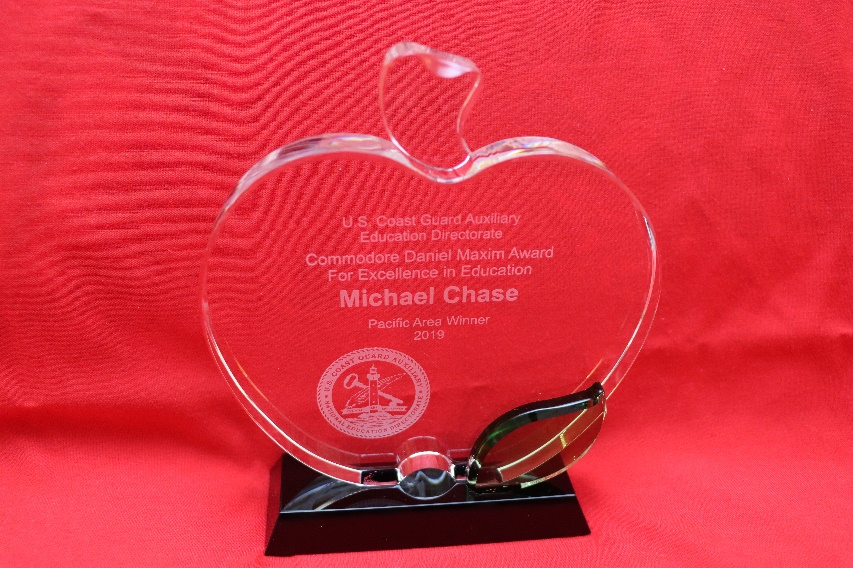 U.S. Coast Guard Auxiliary
Education Directorate
Commodore Daniel Maxim Award
For Excellence in Education
Michael Chase
Pacific Area Winner
2019
U.S. COAST GUARD AUXILIARY
NATIONAL EDUCATION DIRECTORATE